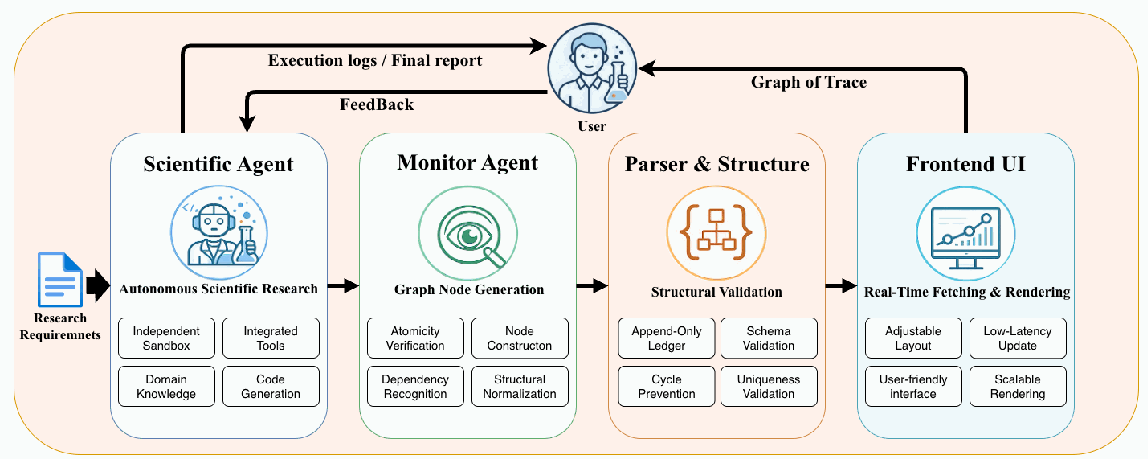 Execution logs / Final report
FeedBack
User
Graph of Trace
Research
Requiremnets
Scientific Agent
</>
Autonomous Scientific Research
Independent
Sandbox
Integrated
Tools
Domain
Knowledge
Code
Generation
Monitor Agent
Graph Node Generation
Atomicity
Verification
Node
Constructon
Dependency
Recognition
Structural
Normalization
Parser & Structure
Structural Validation
Append-Only
Ledger
Schema
Validation
Cycle
Prevention
Uniqueness
Validation
Frontend UI
Real-Time Fetching & Rendering
Adjustable
Layout
Low-Latency
Update
User-friendly
interface
Scalable
Rendering